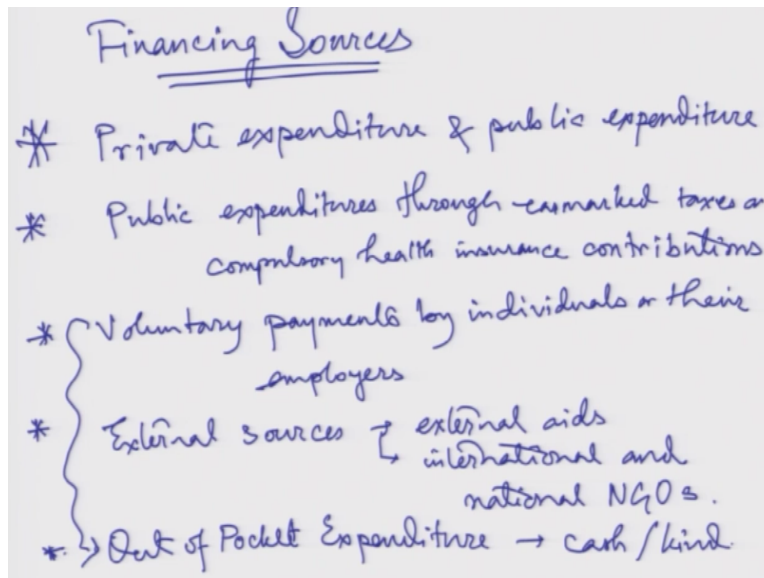 Financing Sources
* Private expenditure & public expenditure
* Public expenditures through earmarked taxes or
compulsory health insurance contributions
* Voluntary payments by individuals or their
employers
* External sources → external aids
↳ international and
national NGOs.
* → Out of Pocket Expenditure → cash/kind.